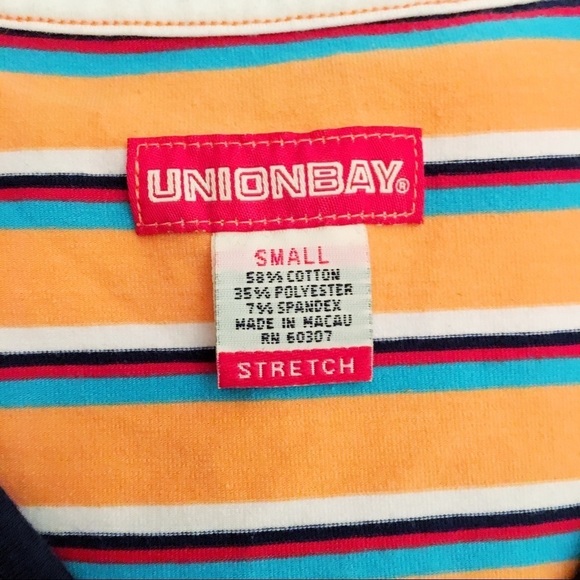 UNIONBAY®
SMALL
58% COTTON
35% POLYESTER
7% SPANDEX
MADE IN MACAU
RN 60307
STRETCH